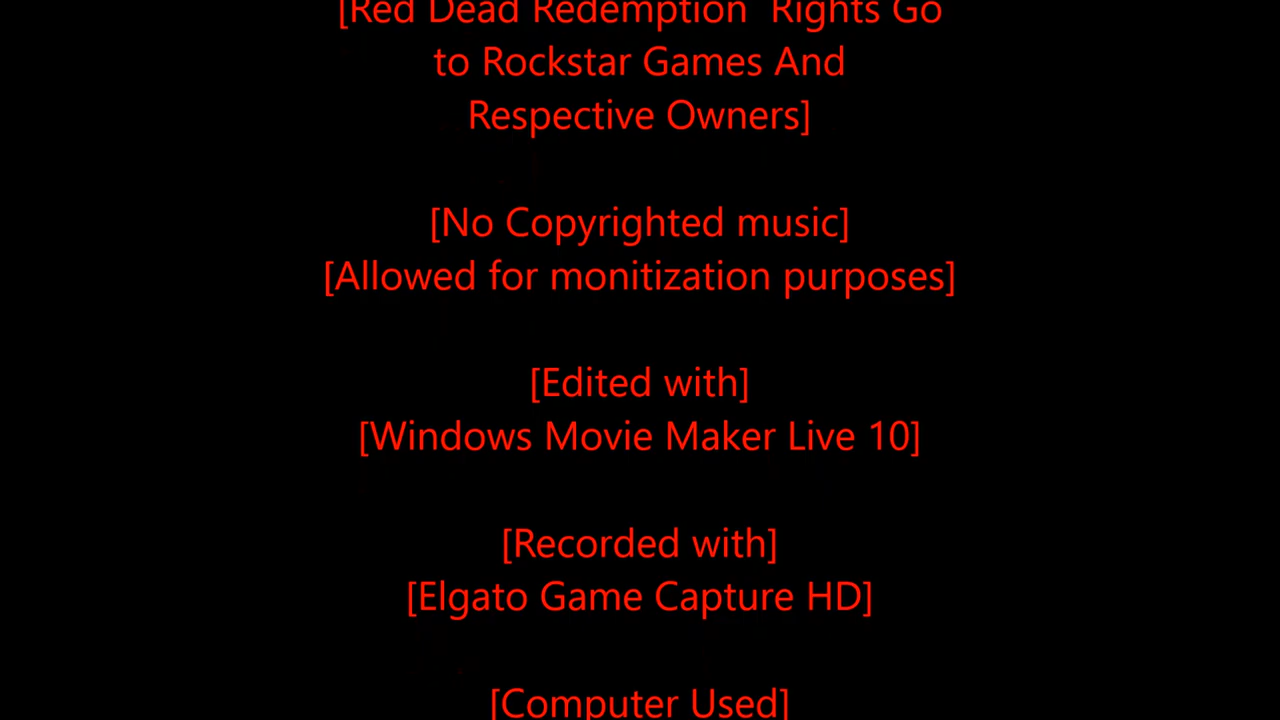 [Red Dead Redemption  Rights Go
to Rockstar Games And
Respective Owners]
[No Copyrighted music]
[Allowed for monitization purposes]
[Edited with]
[Windows Movie Maker Live 10]
[Recorded with]
[Elgato Game Capture HD]
[Computer Used]